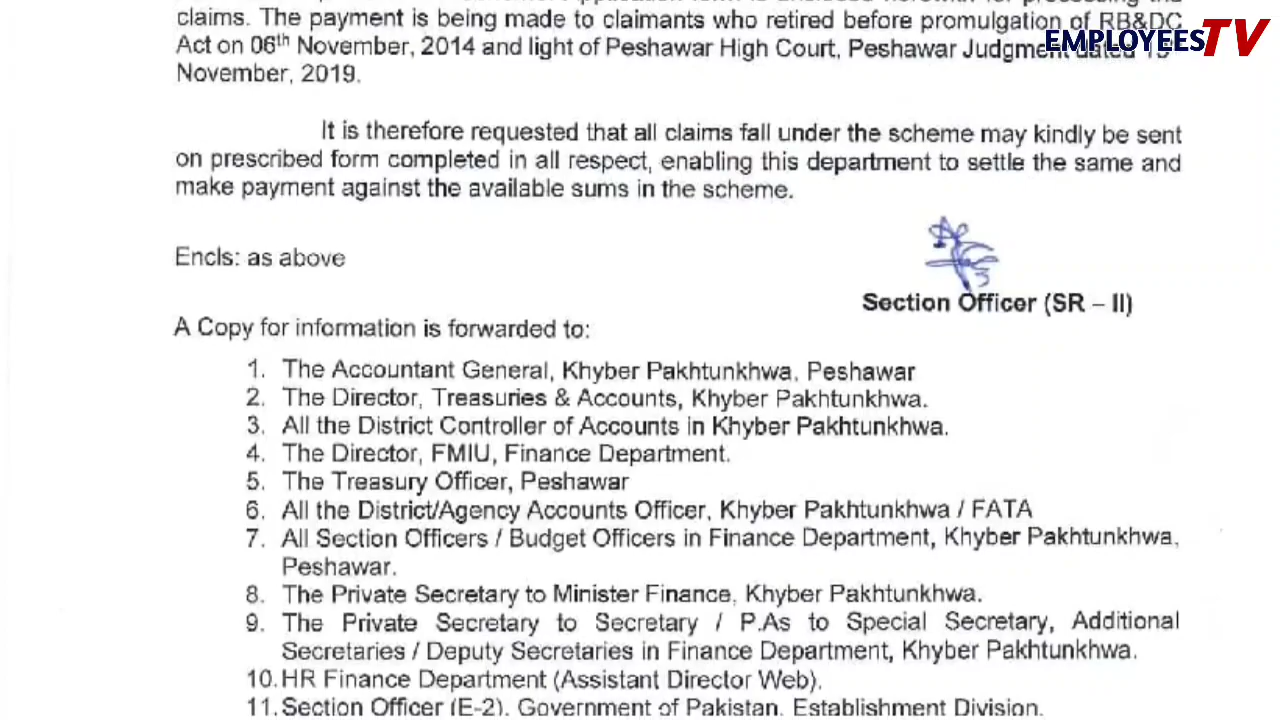 claims. The payment is being made to claimants who retired before promulgation of RB&DC
Act on 06th November, 2014 and light of Peshawar High Court, Peshawar Judgment dated
November, 2019.
EMPLOYEES TV
It is therefore requested that all claims fall under the scheme may kindly be sent
on prescribed form completed in all respect, enabling this department to settle the same and
make payment against the available sums in the scheme.
Encls: as above
Section Officer (SR – II)
A Copy for information is forwarded to:
1. The Accountant General, Khyber Pakhtunkhwa, Peshawar
2. The Director, Treasuries & Accounts, Khyber Pakhtunkhwa.
3. All the District Controller of Accounts in Khyber Pakhtunkhwa.
4. The Director, FMIU, Finance Department.
5. The Treasury Officer, Peshawar
6. All the District/Agency Accounts Officer, Khyber Pakhtunkhwa / FATA
7. All Section Officers / Budget Officers in Finance Department, Khyber Pakhtunkhwa,
Peshawar.
8. The Private Secretary to Minister Finance, Khyber Pakhtunkhwa.
9. The Private Secretary to Secretary / P.As to Special Secretary, Additional
Secretaries / Deputy Secretaries in Finance Department, Khyber Pakhtunkhwa.
10. HR Finance Department (Assistant Director Web).
11. Section Officer (E-2), Government of Pakistan, Establishment Division.